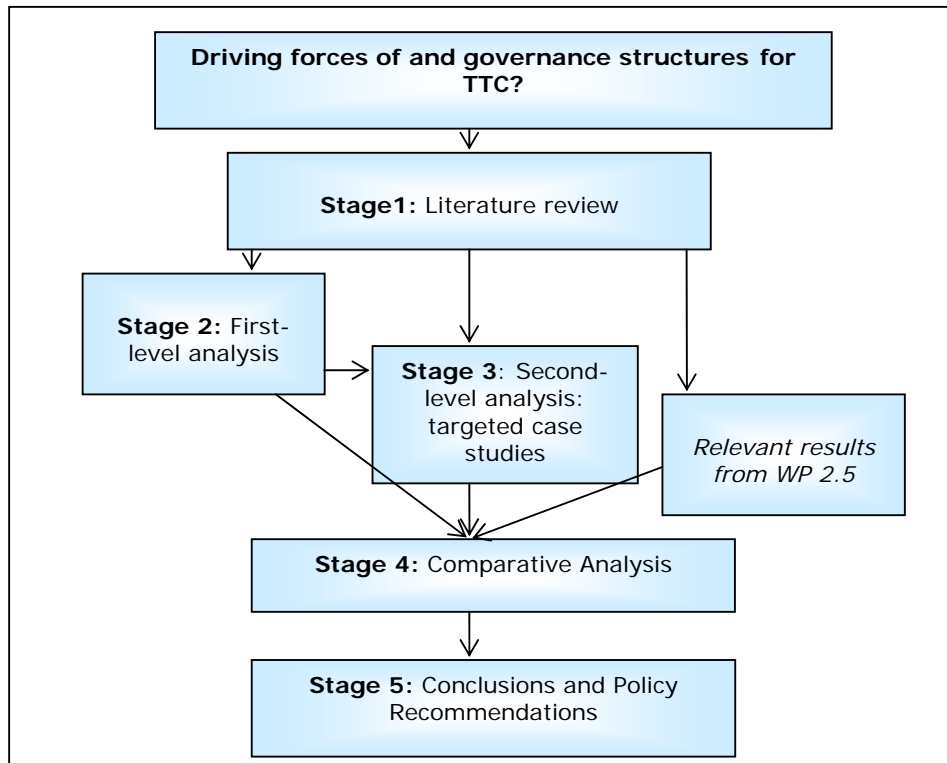 Driving forces of and governance structures for
TTC?
Stage1: Literature review
Stage 2: First-
level analysis
Stage 3: Second-
level analysis:
targeted case
studies
Relevant results
from WP 2.5
Stage 4: Comparative Analysis
Stage 5: Conclusions and Policy
Recommendations